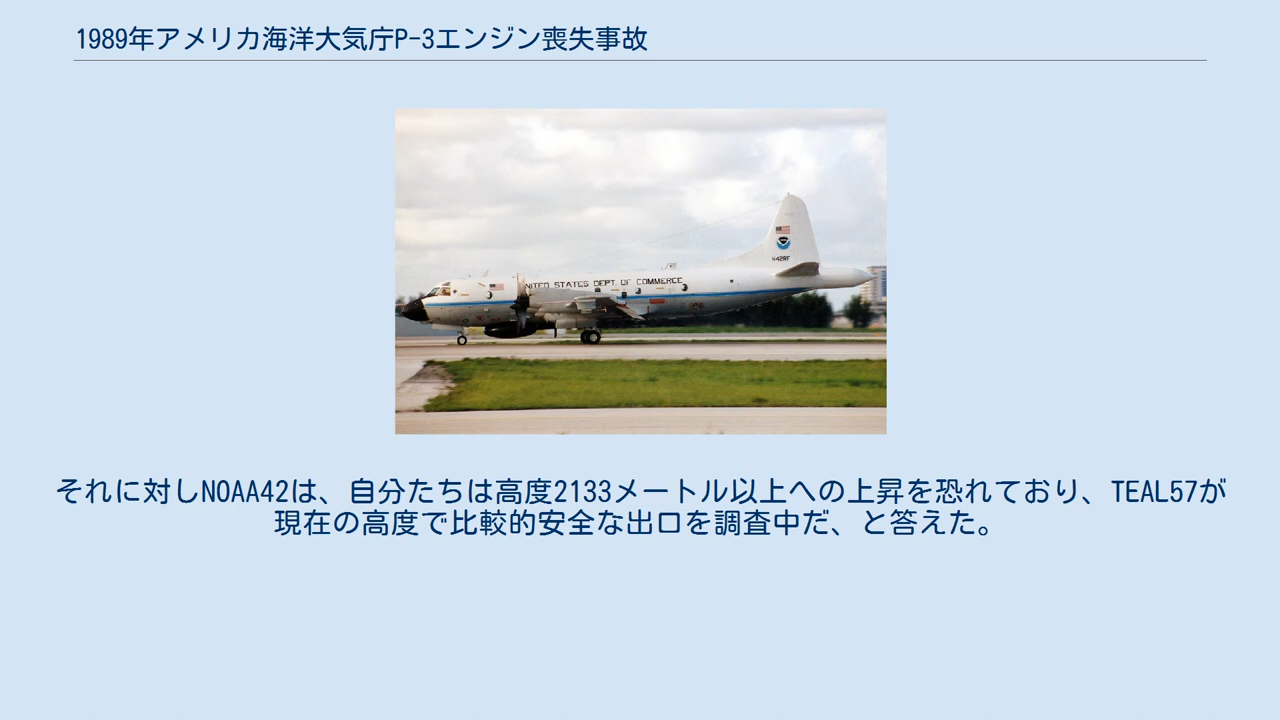 1989年アメリカ海洋大気庁P-3エンジン喪失事故
N42RF
UNITED STATES DEPT. OF COMMERCE
それに対しNOAA42は、自分たちは高度2133メートル以上への上昇を恐れており、TEAL57が
現在の高度で比較的安全な出口を調査中だ、と答えた。